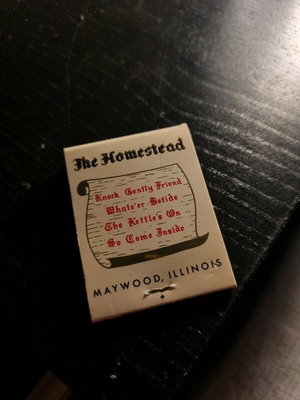 The Homestead
Knock Gently Friend
Whate'er Betide
The Kettle's On
So Come Inside
MAYWOOD, ILLINOIS